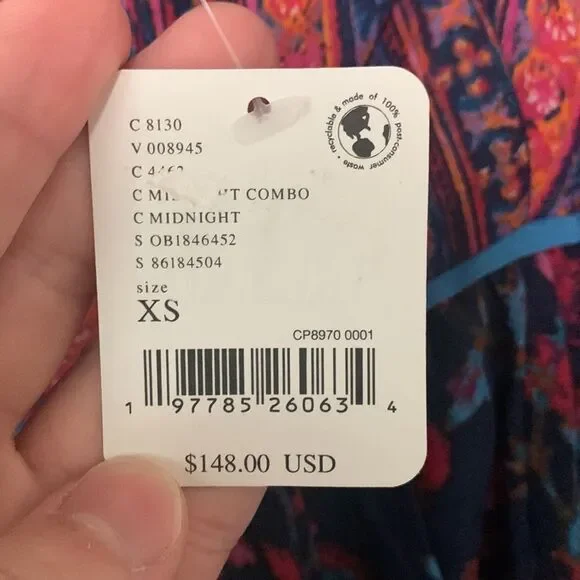 C 8130
V 008945
C
C COMBO
C MIDNIGHT
S OB1846452
S 86184504
size
XS
CP8970 0001
1 97785 26063 4
$148.00 USD
recyclable & made of 100% post-consumer waste